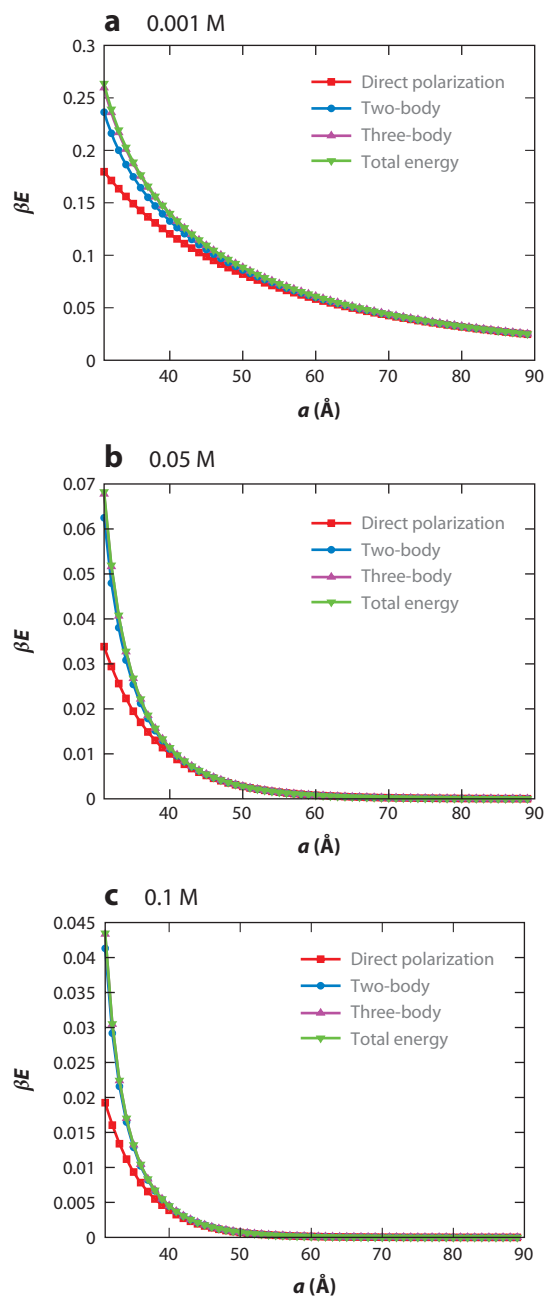 a 0.001 M
0.3
0.25
0.2
0.15
0.1
0.05
0
βE
Direct polarization
Two-body
Three-body
Total energy
40 50 60 70 80 90
a (Å)
b 0.05 M
0.07
0.06
0.05
0.04
0.03
0.02
0.01
0
βE
Direct polarization
Two-body
Three-body
Total energy
40 50 60 70 80 90
a (Å)
c 0.1 M
0.045
0.04
0.035
0.03
0.025
0.02
0.015
0.01
0.005
0
βE
Direct polarization
Two-body
Three-body
Total energy
40 50 60 70 80 90
a (Å)